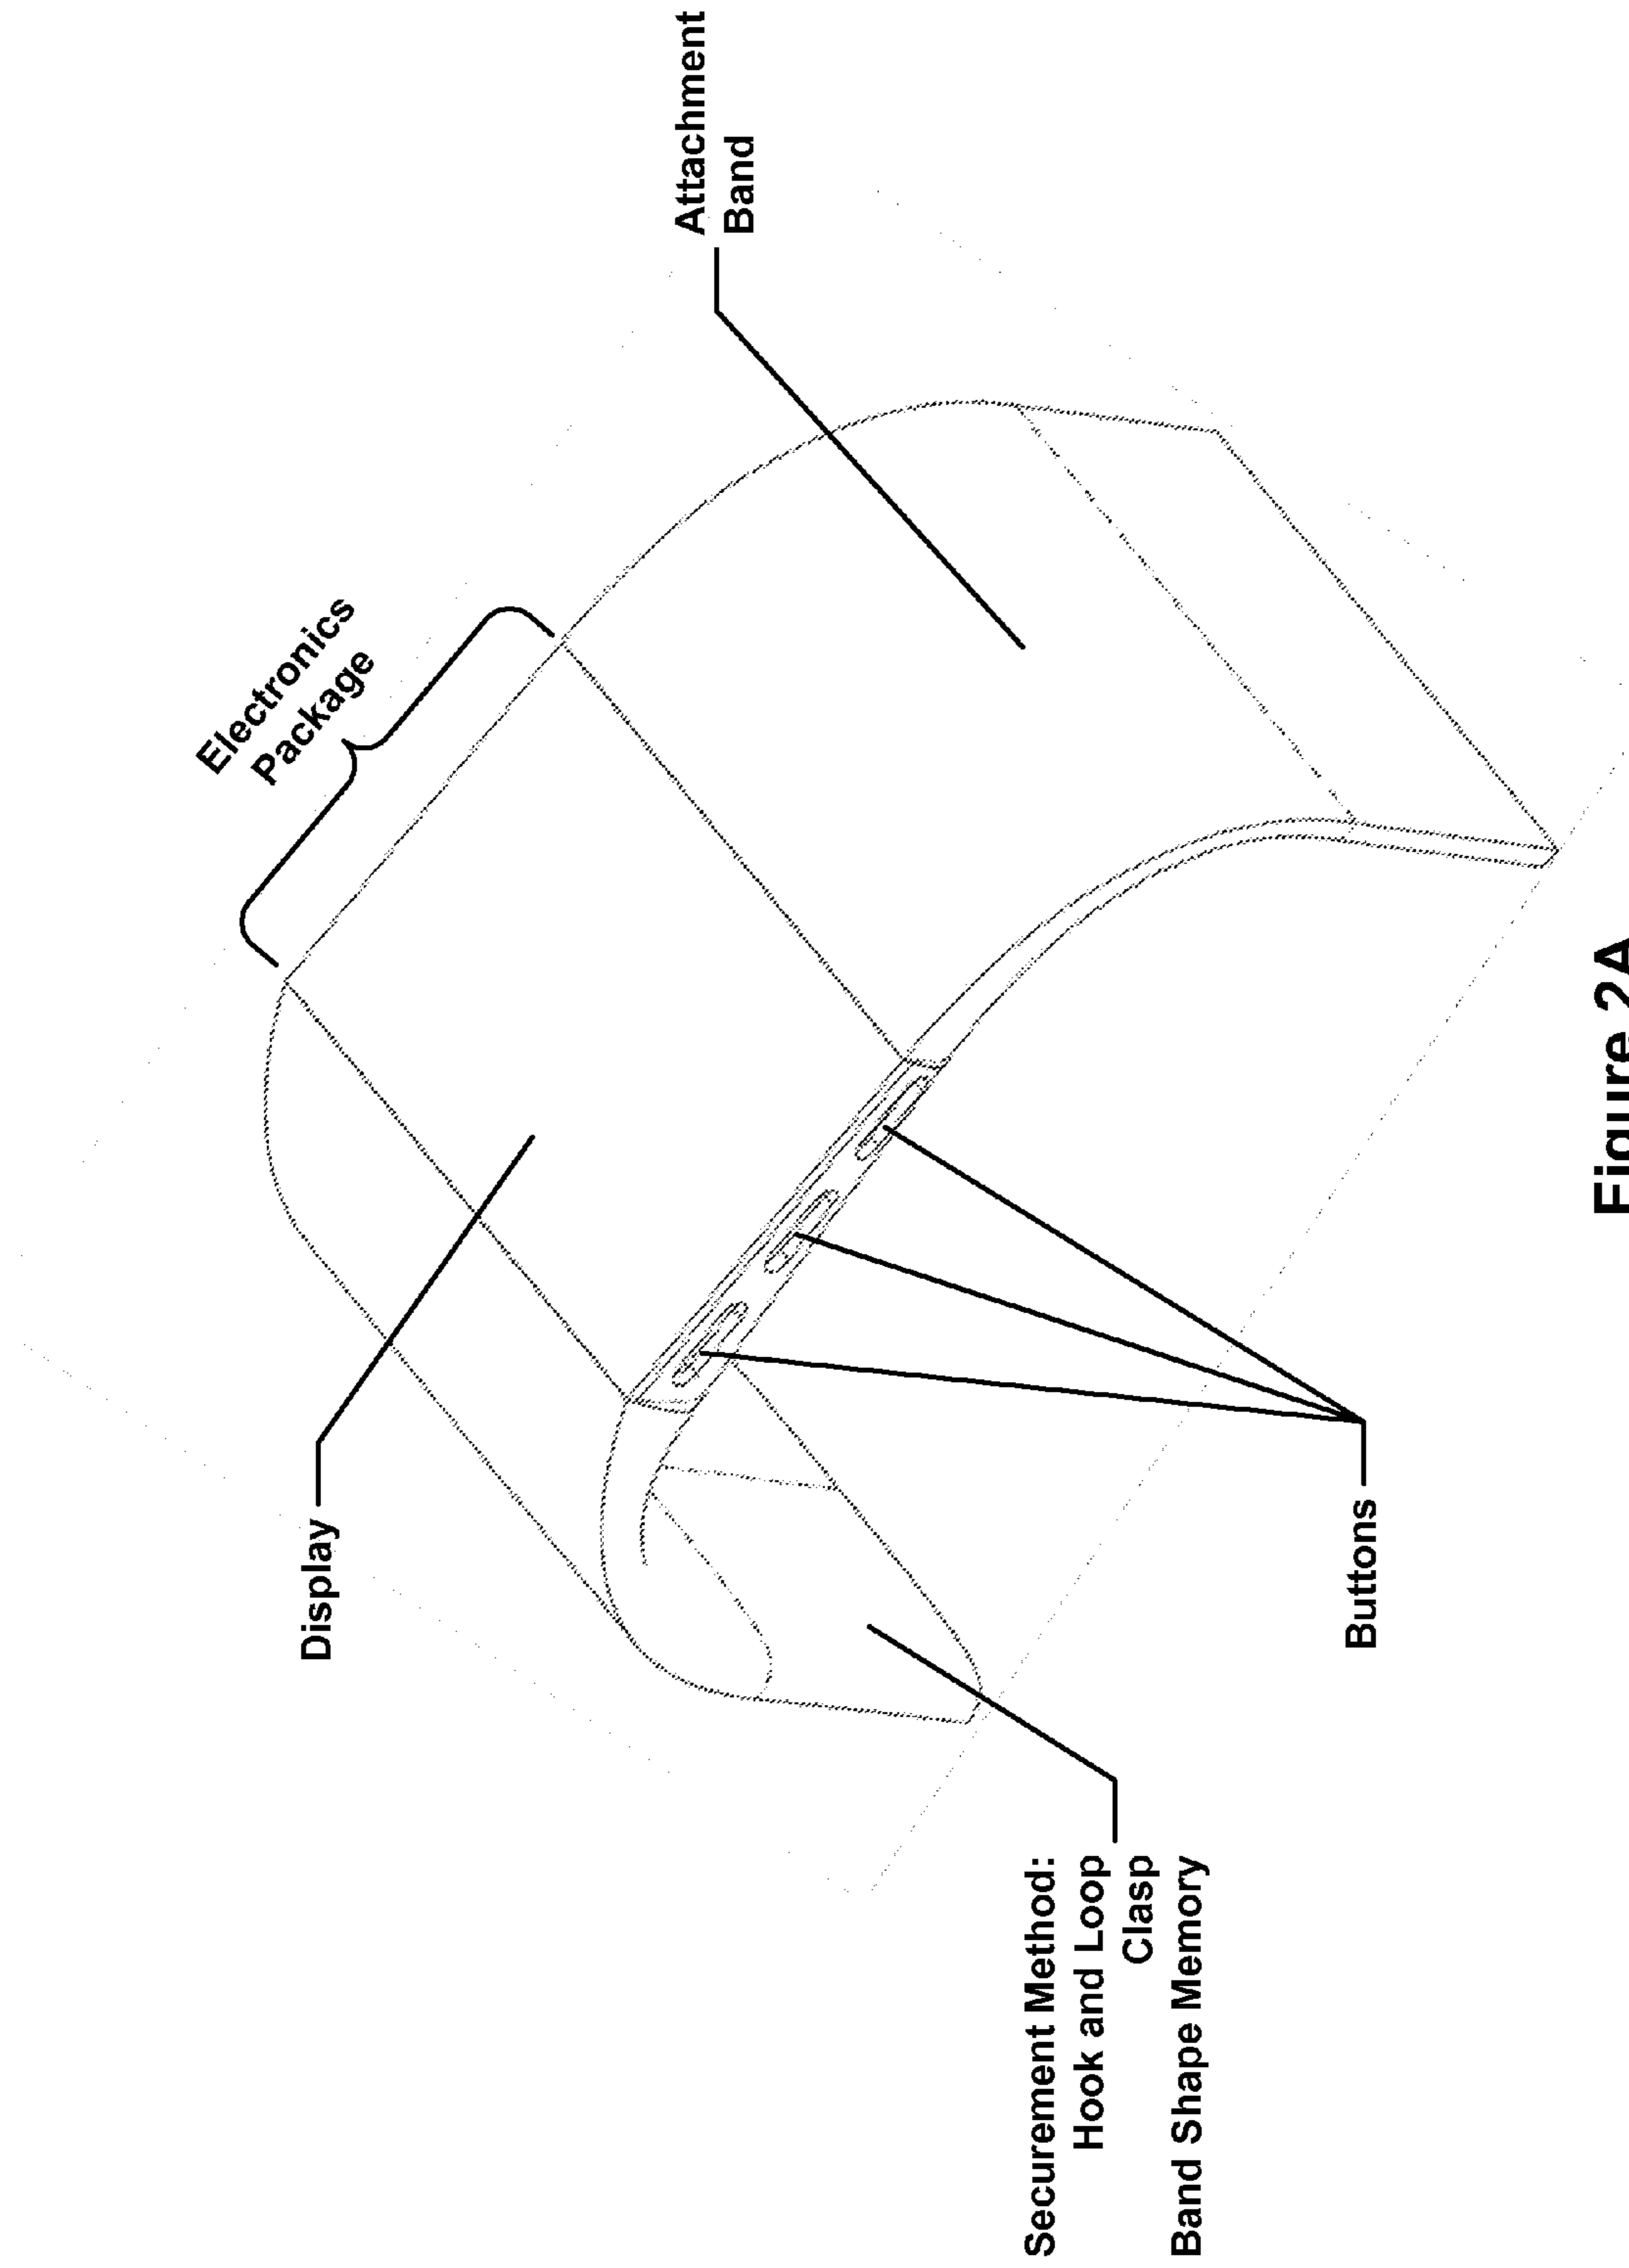 Electronics
Package
Attachment
Band
Display
Buttons
Securement Method:
Hook and Loop
Clasp
Band Shape Memory
Figure 2A